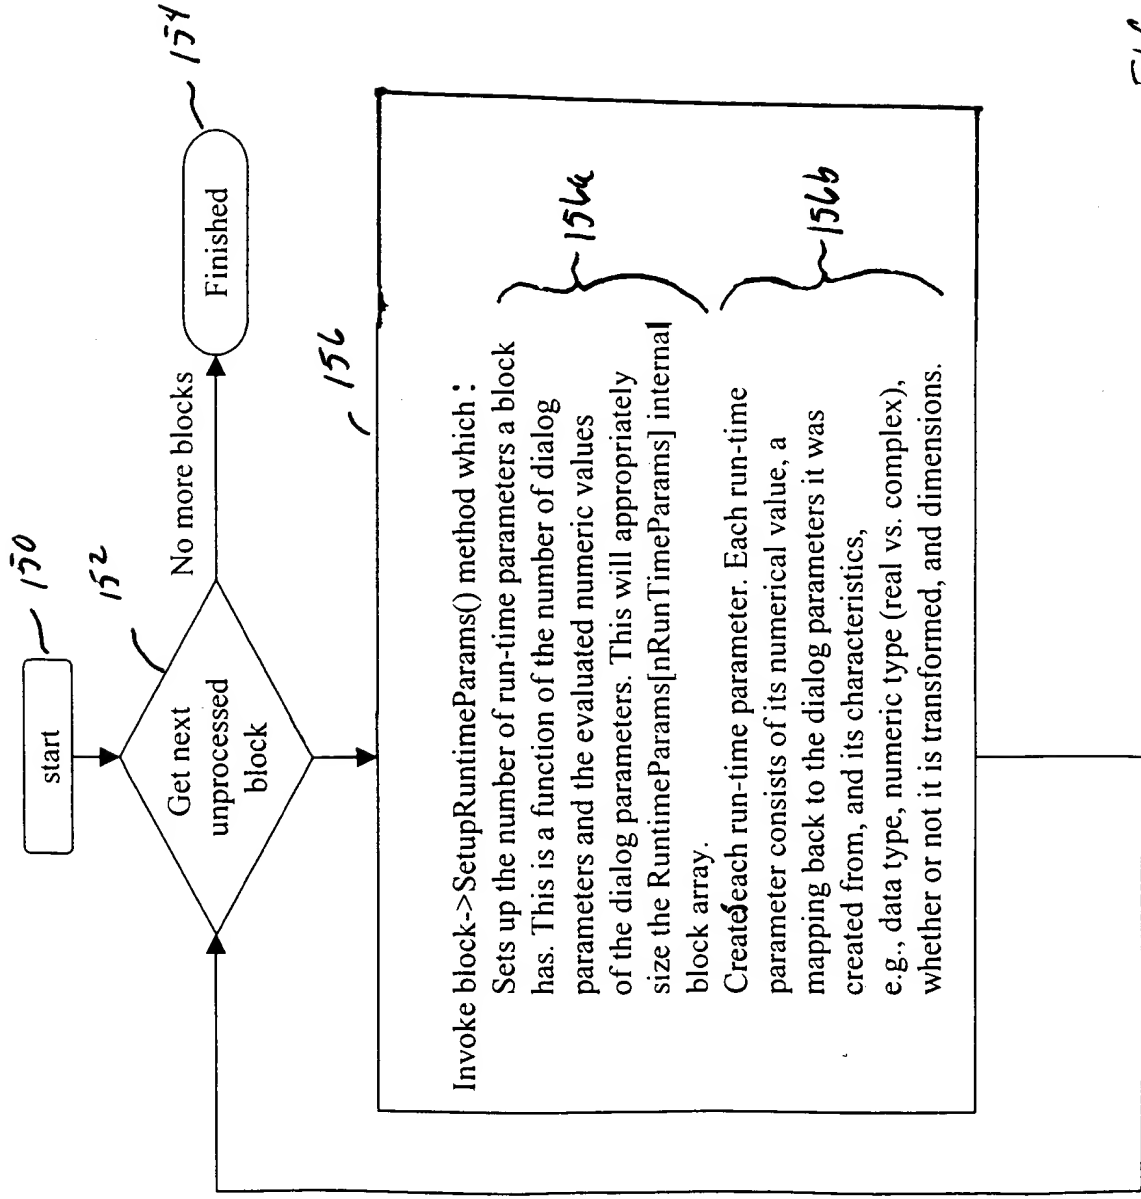 150
start
152
Get next
unprocessed
block
No more blocks
Finished
154
156
Invoke block->SetupRuntimeParams() method which :
Sets up the number of run-time parameters a block
has. This is a function of the number of dialog
parameters and the evaluated numeric values
of the dialog parameters. This will appropriately
size the RuntimeParams[nRunTimeParams] internal
block array.
156a
Creates each run-time parameter. Each run-time
parameter consists of its numerical value, a
mapping back to the dialog parameters it was
created from, and its characteristics,
e.g., data type, numeric type (real vs. complex),
whether or not it is transformed, and dimensions.
156b